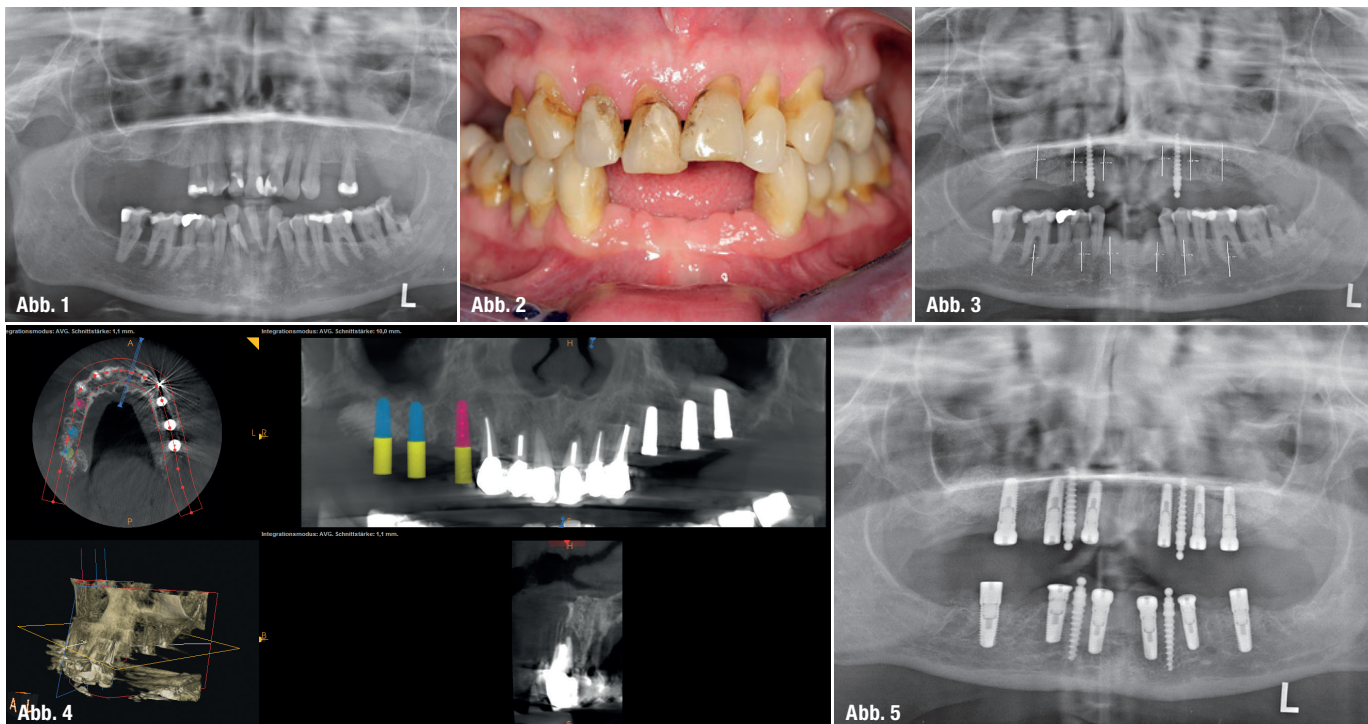 Abb. 1
L
Abb. 2
Abb. 3
L
Integrationsmodus: AVG. Schnittstärke: 1,1 mm.
A
L
P
Integrationsmodus: AVG. Schnittstärke: 10,0 mm.
H
R
Integrationsmodus: AVG. Schnittstärke: 1,1 mm.
H
A
L
Abb. 4
Abb. 5
L